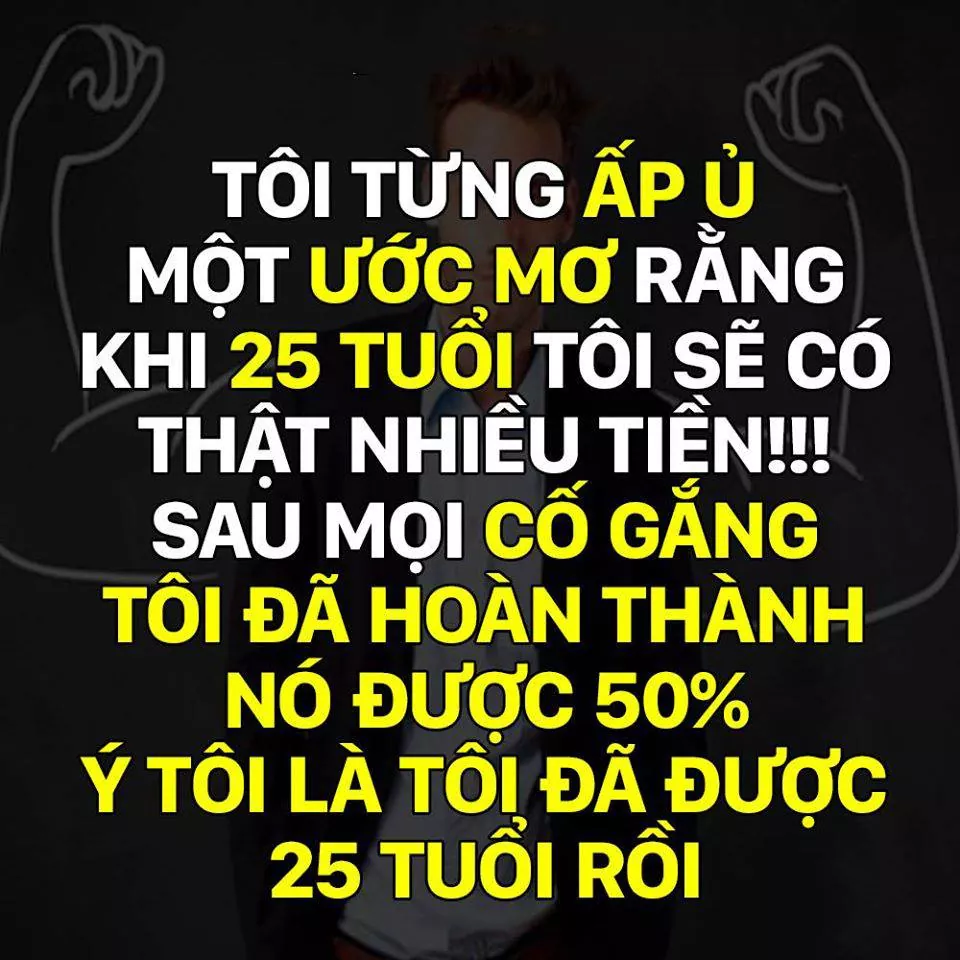 TÔI TỪNG ẤP Ủ
MỘT ƯỚC MƠ RẰNG
KHI 25 TUỔI TÔI SẼ CÓ
THẬT NHIỀU TIỀN!!!
SAU MỌI CỐ GẮNG
TÔI ĐÃ HOÀN THÀNH
NÓ ĐƯỢC 50%
Ý TÔI LÀ TÔI ĐÃ ĐƯỢC
25 TUỔI RỒI